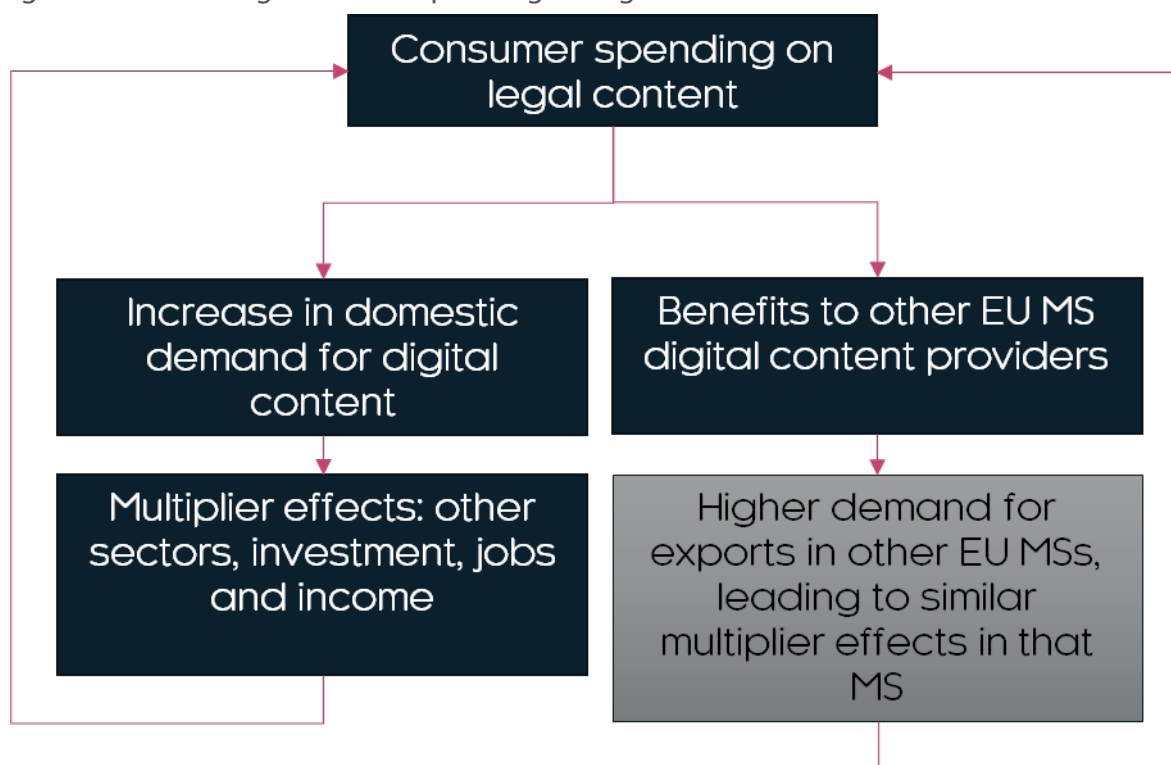 Consumer spending on
legal content
Increase in domestic
demand for digital
content
Benefits to other EU MS
digital content providers
Multiplier effects: other
sectors, investment, jobs
and income
Higher demand for
exports in other EU MSs,
leading to similar
multiplier effects in that
MS